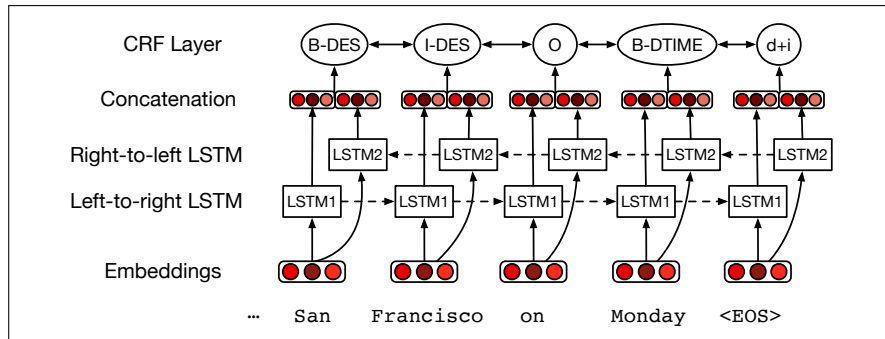 CRF Layer B-DES I-DES O B-DTIME d+i
Concatenation
Right-to-left LSTM LSTM2 LSTM2 LSTM2 LSTM2 LSTM2
Left-to-right LSTM LSTM1 LSTM1 LSTM1 LSTM1 LSTM1
Embeddings
… San Francisco on Monday <EOS>